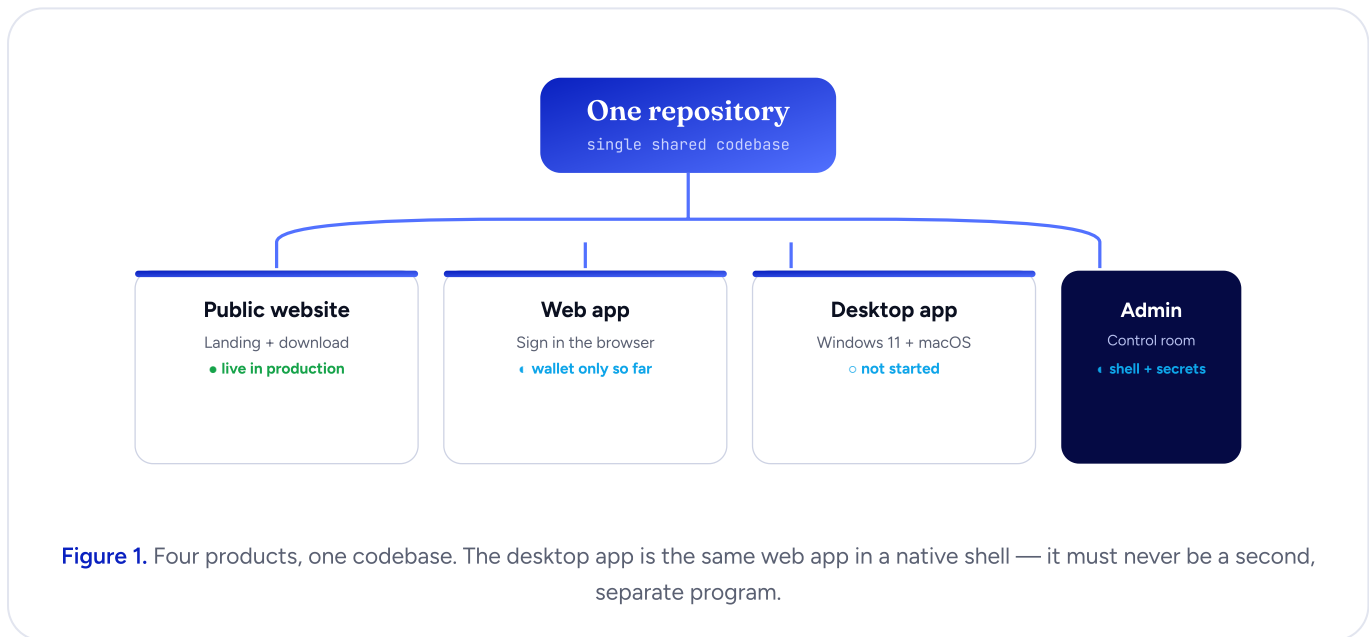 One repository
single shared codebase
Public website
Landing + download
● live in production
Web app
Sign in the browser
◖ wallet only so far
Desktop app
Windows 11 + macOS
○ not started
Admin
Control room
◖ shell + secrets
Figure 1. Four products, one codebase. The desktop app is the same web app in a native shell — it must never be a second,
separate program.